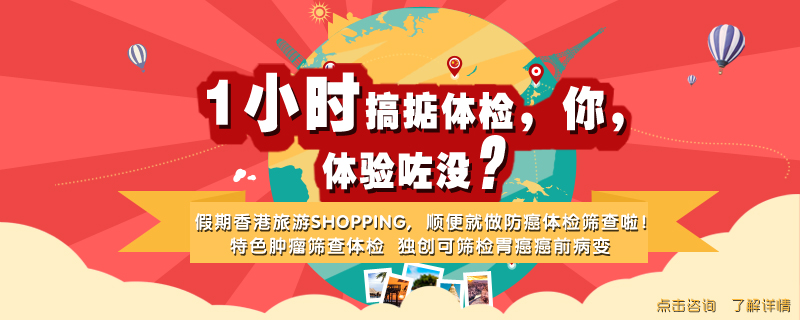 1小时搞掂体检，你，
体验咗没？
假期香港旅游SHOPPING，顺便就做防癌体检筛查啦！
特色肿瘤筛查体检 独创可筛检胃癌癌前病变
点击咨询 了解详情